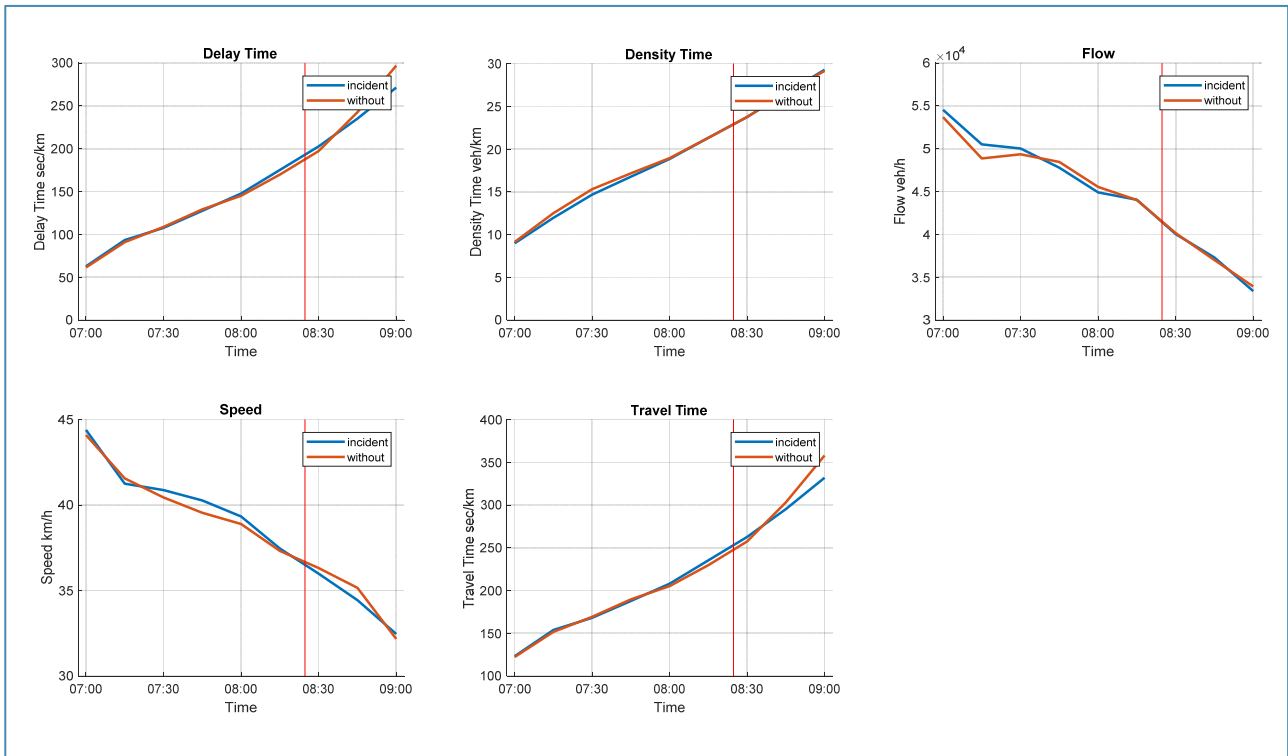 Delay Time
300
250
200
150
100
50
0
Delay Time sec/km
07:00 07:30 08:00 08:30 09:00
Time
incident
without
Density Time
30
25
20
15
10
5
0
Density Time veh/km
07:00 07:30 08:00 08:30 09:00
Time
incident
without
Flow
×10⁴
6
5.5
5
4.5
4
3.5
3
Flow veh/h
07:00 07:30 08:00 08:30 09:00
Time
incident
without
Speed
45
40
35
30
Speed km/h
07:00 07:30 08:00 08:30 09:00
Time
incident
without
Travel Time
400
350
300
250
200
150
100
Travel Time sec/km
07:00 07:30 08:00 08:30 09:00
Time
incident
without